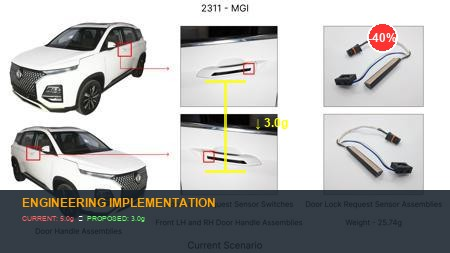 2311 - MGI
-40%
↓ 3.0g
ENGINEERING IMPLEMENTATION
CURRENT: 5.0g PROPOSED: 3.0g
Request Sensor Switches
Door Lock Request Sensor Assemblies
From LH and RH Door Handle Assemblies
Weight - 25.74g
Door Handle Assemblies
Current Scenario